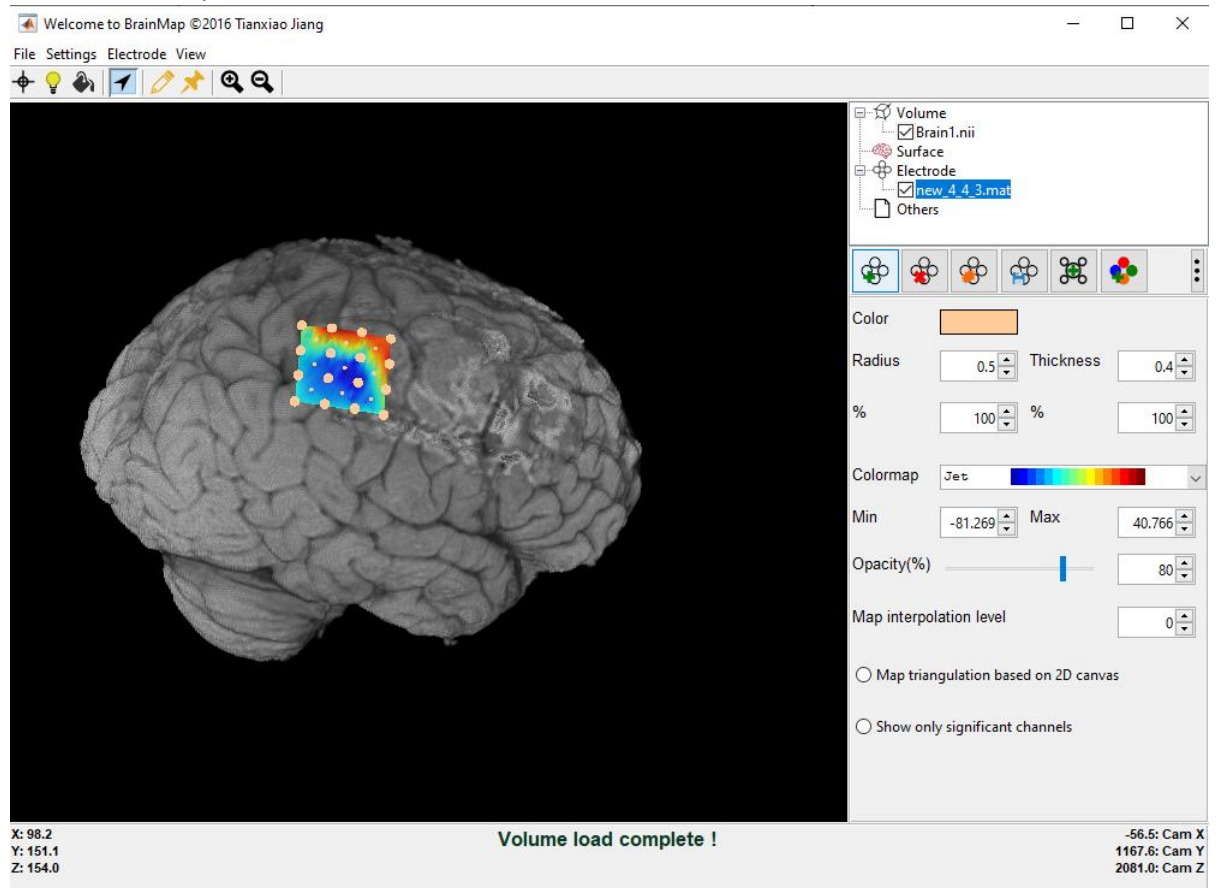 Welcome to BrainMap ©2016 Tianxiao Jiang
File Settings Electrode View
Volume
Brain1.nii
Surface
Electrode
new_4_4_3.mat
Others
Color
Radius 0.5 Thickness 0.4
% 100 % 100
Colormap Jet
Min -81.269 Max 40.766
Opacity(%) 80
Map interpolation level 0
Map triangulation based on 2D canvas
Show only significant channels
X: 98.2
Y: 151.1
Z: 154.0
Volume load complete !
-56.5: Cam X
1167.6: Cam Y
2081.0: Cam Z